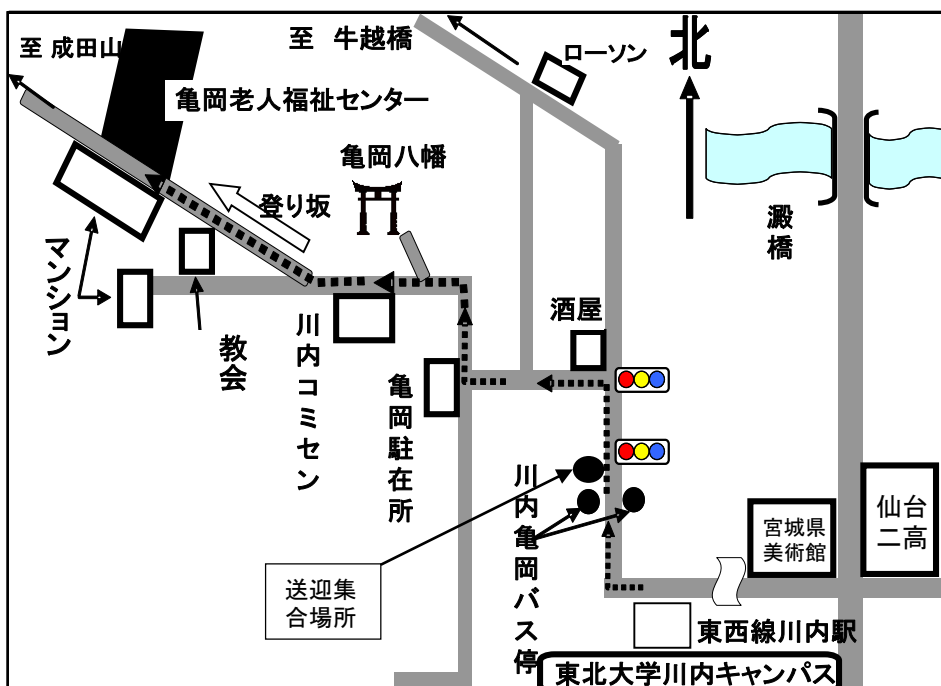 至 成田山
至 牛越橋
ローソン
北
亀岡老人福祉センター
亀岡八幡
登り坂
澱橋
マンション
教会
川内コミセン
酒屋
亀岡駐在所
川内亀岡バス停
宮城県
美術館
仙台
二高
送迎集
合場所
東西線川内駅
東北大学川内キャンパス